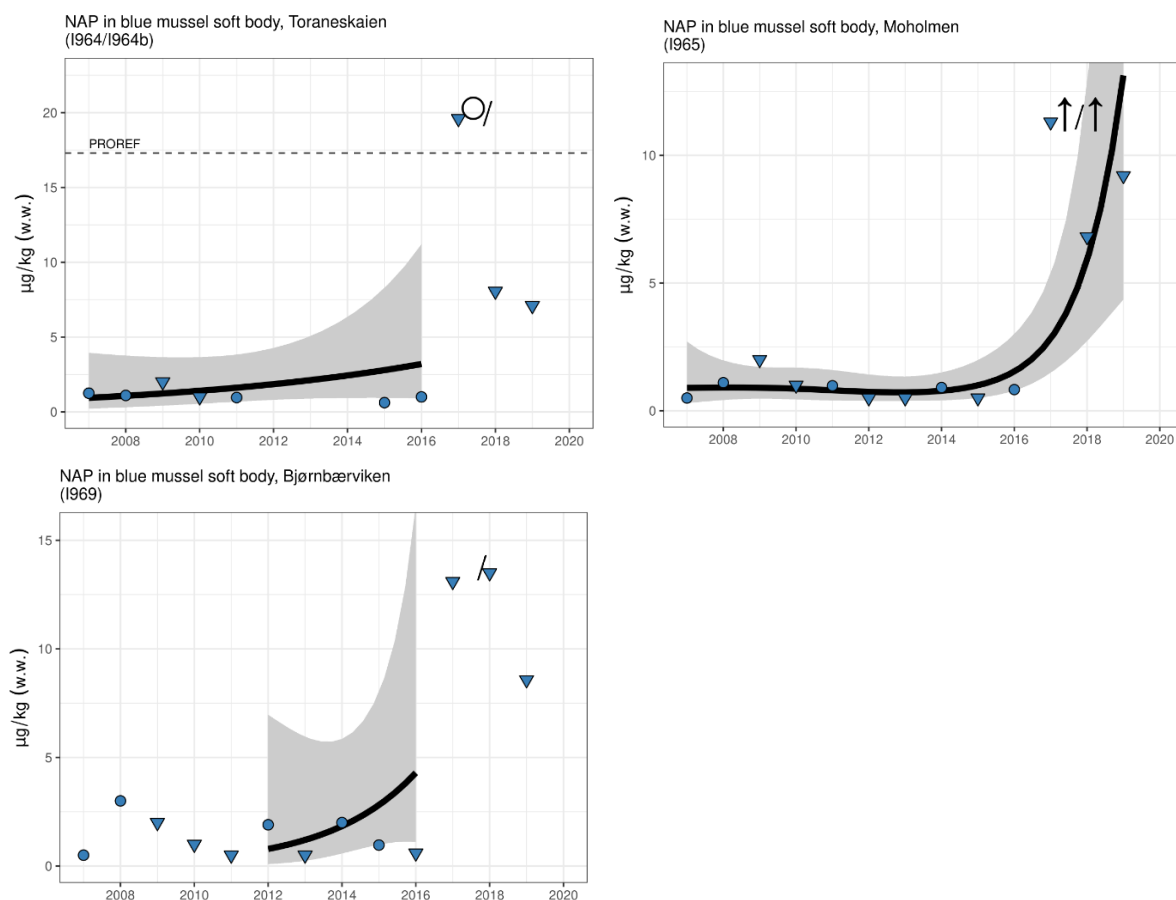 NAP in blue mussel soft body, Toraneskaien
(I964/I964b)
µg/kg (w.w.)
20
15
10
5
0
PROREF
○/
2008 2010 2012 2014 2016 2018 2020
NAP in blue mussel soft body, Moholmen
(I965)
µg/kg (w.w.)
10
5
0
↑/↑
2008 2010 2012 2014 2016 2018 2020
NAP in blue mussel soft body, Bjørnbærviken
(I969)
µg/kg (w.w.)
15
10
5
0
/
2008 2010 2012 2014 2016 2018 2020